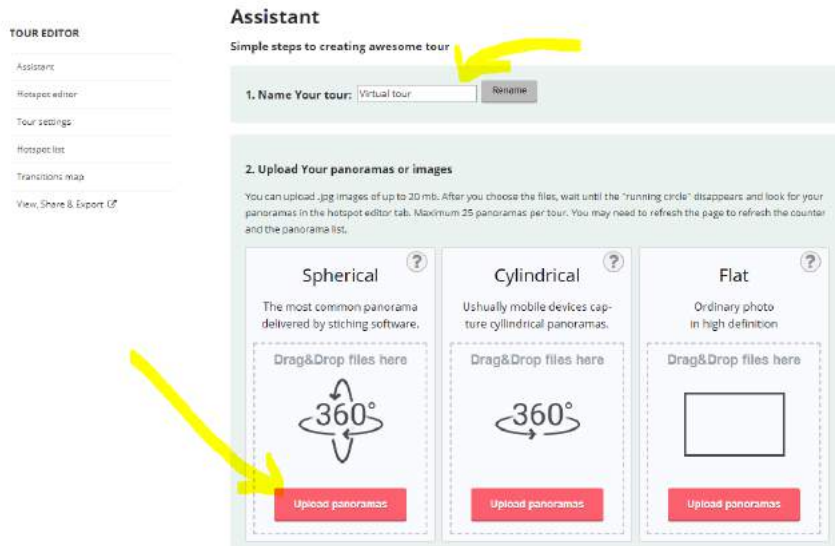 Assistant
TOUR EDITOR
Simple steps to creating awesome tour
Assistant
Hotspot editor
Tour settings
Hotspot list
Transitions map
View, Share & Export
1. Name Your tour: Virtual tour Rename
2. Upload Your panoramas or images
You can upload .jpg images of up to 20 mb. After you choose the files, wait until the "running circle" disappears and look for your
panoramas in the hotspot editor tab. Maximum 25 panoramas per tour. You may need to refresh the page to refresh the counter
and the panorama list.
Spherical
?
The most common panorama
delivered by stiching software.
Drag&Drop files here
360°
Upload panoramas
Cylindrical
?
Ushually mobile devices cap-
ture cyllindrical panoramas.
Drag&Drop files here
360°
Upload panoramas
Flat
?
Ordinary photo
in high definition
Drag&Drop files here
Upload panoramas